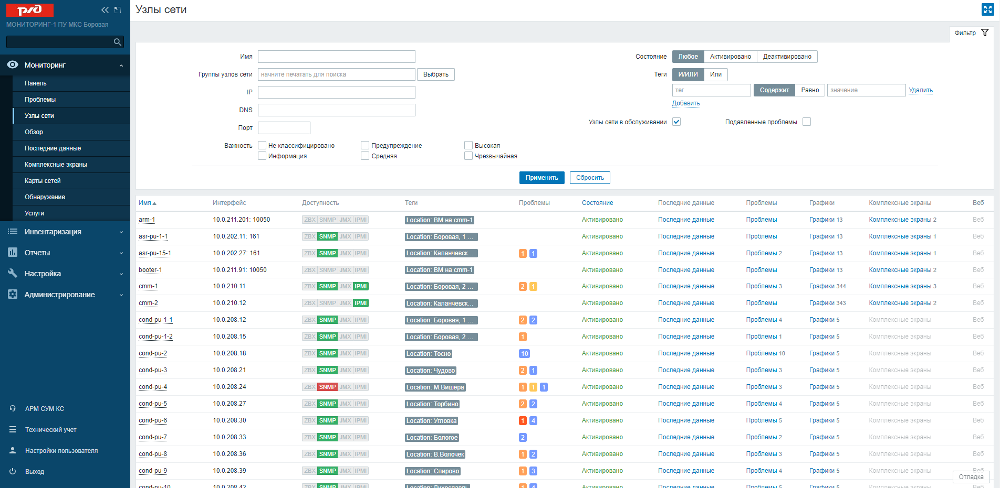 РЖД
МОНИТОРИНГ-1 ПУ МКС Боровая
Мониторинг
Панель
Проблемы
Узлы сети
Обзор
Последние данные
Комплексные экраны
Карты сетей
Обнаружение
Услуги
Инвентаризация
Отчеты
Настройка
Администрирование
АРМ СУМ КС
Технический учет
Настройки пользователя
Выход
Узлы сети
Фильтр
Имя
Группы узлов сети начните печатать для поиска Выбрать
IP
DNS
Порт
Важность Не классифицировано Предупреждение Высокая
Информация Средняя Чрезвычайная
Состояние Любое Активировано Деактивировано
Теги И/ИЛИ Или
тег Содержит Равно значение Удалить
Добавить
Узлы сети в обслуживании Подавленные проблемы
Применить Сбросить
Имя Интерфейс Доступность Теги Проблемы Состояние Последние данные Проблемы Графики Комплексные экраны Веб
arm-1 10.0.211.201: 10050 ZBX SNMP JMX IPMI Location: ВМ на cmm-1 Активировано Последние данные Проблемы Графики 13 Комплексные экраны 2 Веб
asr-pu-1-1 10.0.202.11: 161 ZBX SNMP JMX IPMI Location: Боровая, 1 ... Активировано Последние данные Проблемы Графики 13 Комплексные экраны 1 Веб
asr-pu-15-1 10.0.202.27: 161 ZBX SNMP JMX IPMI Location: Каланчевск... 1 1 Активировано Последние данные Проблемы 2 Графики 13 Комплексные экраны 1 Веб
booter-1 10.0.211.91: 10050 ZBX SNMP JMX IPMI Location: ВМ на cmm-1 Активировано Последние данные Проблемы Графики 13 Комплексные экраны 2 Веб
cmm-1 10.0.210.11 ZBX SNMP JMX IPMI Location: Боровая, 2 ... 2 1 Активировано Последние данные Проблемы 3 Графики 344 Комплексные экраны 3 Веб
cmm-2 10.0.210.12 ZBX SNMP JMX IPMI Location: Каланчевск... Активировано Последние данные Проблемы Графики 343 Комплексные экраны 2 Веб
cond-pu-1-1 10.0.208.12 ZBX SNMP JMX IPMI Location: Боровая, 1 ... 2 2 Активировано Последние данные Проблемы 4 Графики 5 Комплексные экраны Веб
cond-pu-1-2 10.0.208.15 ZBX SNMP JMX IPMI Location: Боровая, 2 ... 1 Активировано Последние данные Проблемы 1 Графики 5 Комплексные экраны Веб
cond-pu-2 10.0.208.18 ZBX SNMP JMX IPMI Location: Тосно 10 Активировано Последние данные Проблемы 10 Графики 5 Комплексные экраны Веб
cond-pu-3 10.0.208.21 ZBX SNMP JMX IPMI Location: Чудово 2 1 Активировано Последние данные Проблемы 3 Графики 5 Комплексные экраны Веб
cond-pu-4 10.0.208.24 ZBX SNMP JMX IPMI Location: М.Вишера 1 1 1 Активировано Последние данные Проблемы 3 Графики 5 Комплексные экраны Веб
cond-pu-5 10.0.208.27 ZBX SNMP JMX IPMI Location: Торбино 2 2 Активировано Последние данные Проблемы 4 Графики 5 Комплексные экраны Веб
cond-pu-6 10.0.208.30 ZBX SNMP JMX IPMI Location: Угловка 1 4 Активировано Последние данные Проблемы 5 Графики 5 Комплексные экраны Веб
cond-pu-7 10.0.208.33 ZBX SNMP JMX IPMI Location: Бологое 2 Активировано Последние данные Проблемы 2 Графики 5 Комплексные экраны Веб
cond-pu-8 10.0.208.36 ZBX SNMP JMX IPMI Location: В.Волочек 1 2 Активировано Последние данные Проблемы 3 Графики 5 Комплексные экраны Веб
cond-pu-9 10.0.208.39 ZBX SNMP JMX IPMI Location: Спирово 1 3 Активировано Последние данные Проблемы 4 Графики 5 Комплексные экраны Веб
cond-pu-10 10.0.208.42 ZBX SNMP JMX IPMI Location: Лихославль 1 4 Активировано Последние данные Проблемы 5 Графики 5 Комплексные экраны
Отладка